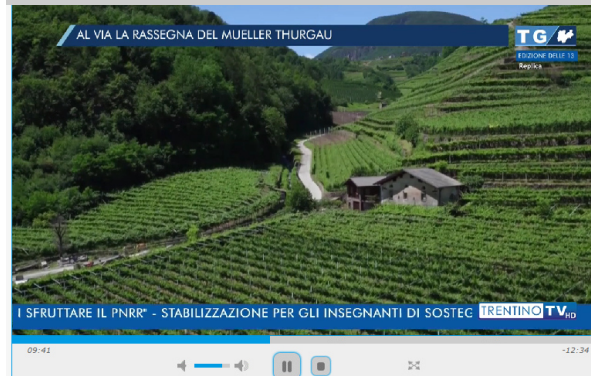 AL VIA LA RASSEGNA DEL MUELLER THURGAU
TG
EDIZIONE DELLE 13
Replica
I SFRUTTARE IL PNRR" - STABILIZZAZIONE PER GLI INSEGNANTI DI SOSTEG
TRENTINO TV HD
09:41
-12:34